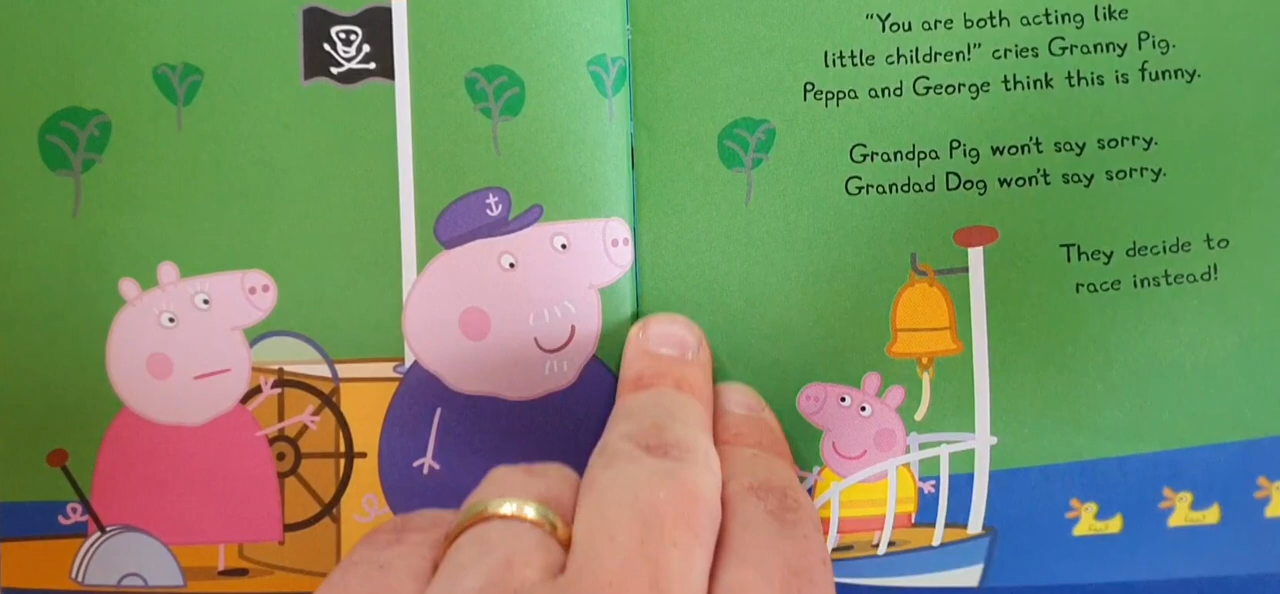 "You are both acting like
little children!" cries Granny Pig.
Peppa and George think this is funny.
Grandpa Pig won't say sorry.
Grandad Dog won't say sorry.
They decide to
race instead!